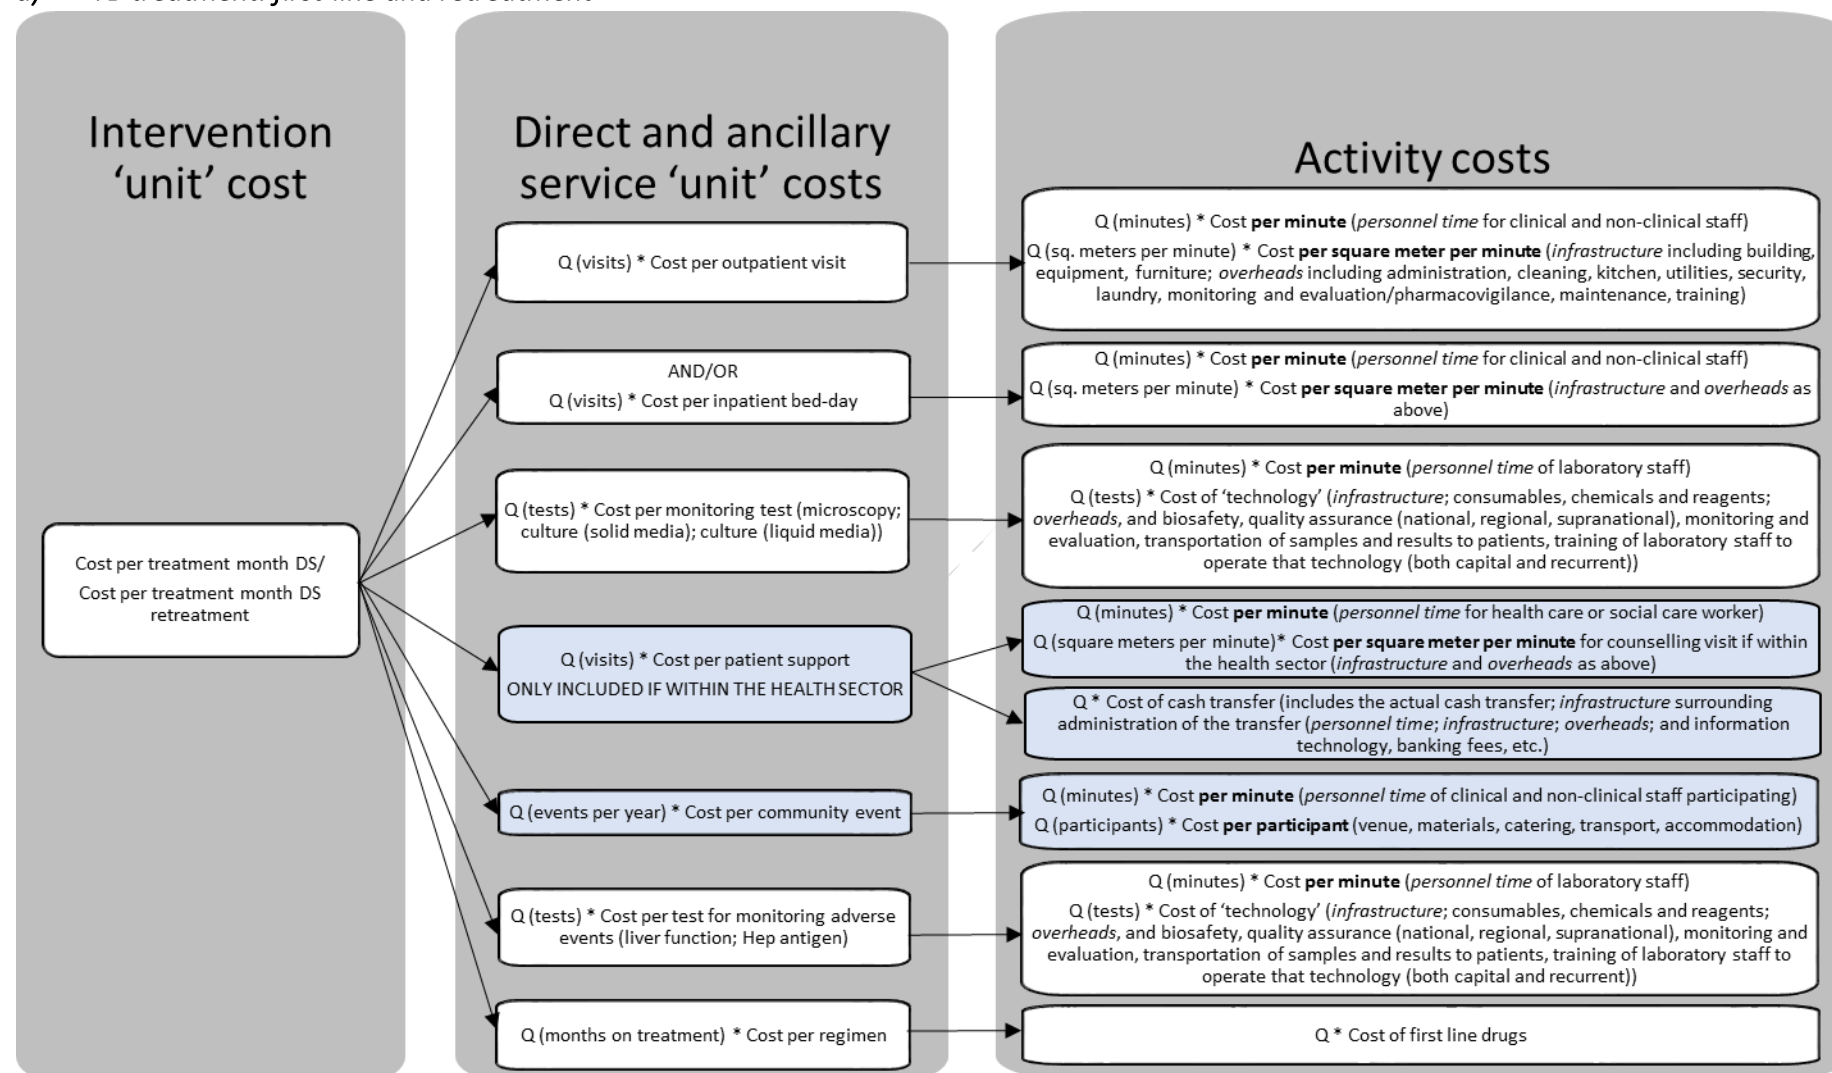 Intervention
‘unit’ cost
Cost per treatment month DS/
Cost per treatment month DS
retreatment
Direct and ancillary
service ‘unit’ costs
Q (visits) * Cost per outpatient visit
AND/OR
Q (visits) * Cost per inpatient bed-day
Q (tests) * Cost per monitoring test (microscopy;
culture (solid media); culture (liquid media))
Q (visits) * Cost per patient support
ONLY INCLUDED IF WITHIN THE HEALTH SECTOR
Q (events per year) * Cost per community event
Q (tests) * Cost per test for monitoring adverse
events (liver function; Hep antigen)
Q (months on treatment) * Cost per regimen
Activity costs
Q (minutes) * Cost per minute (personnel time for clinical and non-clinical staff)
Q (sq. meters per minute) * Cost per square meter per minute (infrastructure including building,
equipment, furniture; overheads including administration, cleaning, kitchen, utilities, security,
laundry, monitoring and evaluation/pharmacovigilance, maintenance, training)
Q (minutes) * Cost per minute (personnel time for clinical and non-clinical staff)
Q (sq. meters per minute) * Cost per square meter per minute (infrastructure and overheads as
above)
Q (minutes) * Cost per minute (personnel time of laboratory staff)
Q (tests) * Cost of ‘technology’ (infrastructure; consumables, chemicals and reagents;
overheads, and biosafety, quality assurance (national, regional, supranational), monitoring and
evaluation, transportation of samples and results to patients, training of laboratory staff to
operate that technology (both capital and recurrent))
Q (minutes) * Cost per minute (personnel time for health care or social care worker)
Q (square meters per minute)* Cost per square meter per minute for counselling visit if within
the health sector (infrastructure and overheads as above)
Q * Cost of cash transfer (includes the actual cash transfer; infrastructure surrounding
administration of the transfer (personnel time; infrastructure; overheads; and information
technology, banking fees, etc.)
Q (minutes) * Cost per minute (personnel time of clinical and non-clinical staff participating)
Q (participants) * Cost per participant (venue, materials, catering, transport, accommodation)
Q (minutes) * Cost per minute (personnel time of laboratory staff)
Q (tests) * Cost of ‘technology’ (infrastructure; consumables, chemicals and reagents;
overheads, and biosafety, quality assurance (national, regional, supranational), monitoring and
evaluation, transportation of samples and results to patients, training of laboratory staff to
operate that technology (both capital and recurrent))
Q * Cost of first line drugs